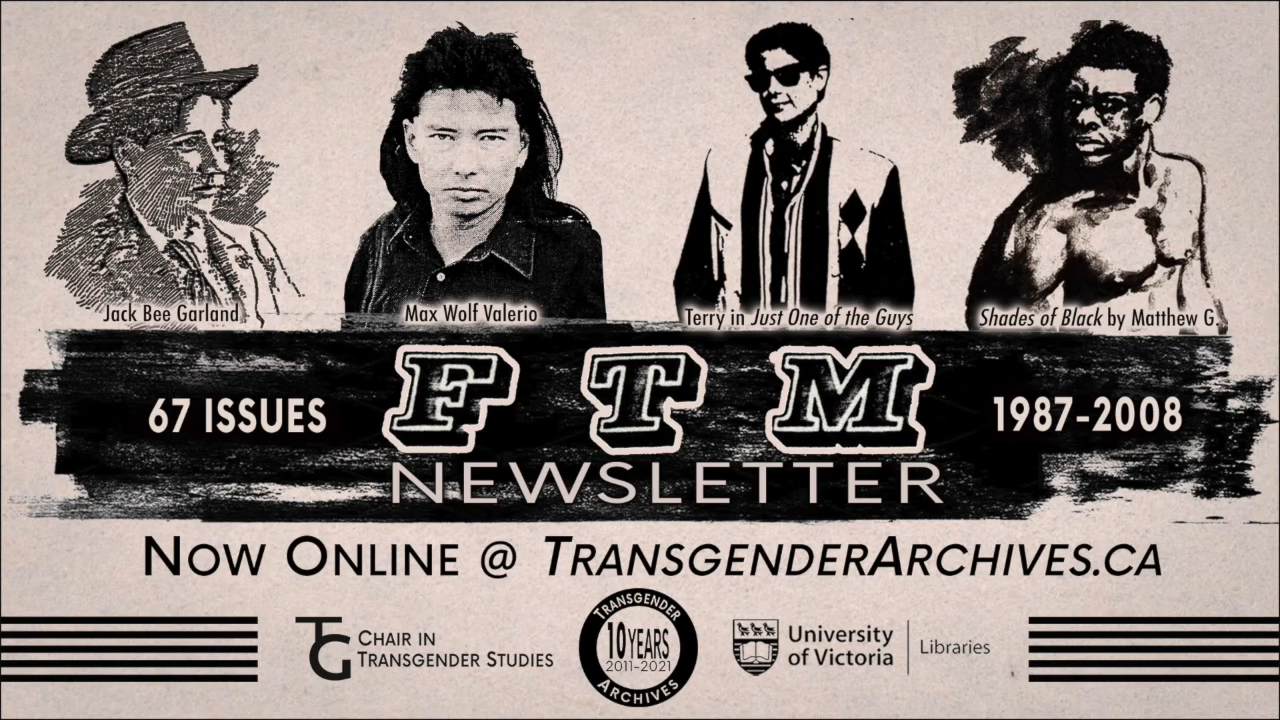 Jack Bee Garland
Max Wolf Valerio
Terry in Just One of the Guys
Shades of Black by Matthew G.
67 ISSUES
FTM
1987-2008
NEWSLETTER
NOW ONLINE @ TRANSGENDERARCHIVES.CA
TG
CHAIR IN
TRANSGENDER STUDIES
TRANSGENDER
10 YEARS
2011-2021
ARCHIVES
University
of Victoria
Libraries